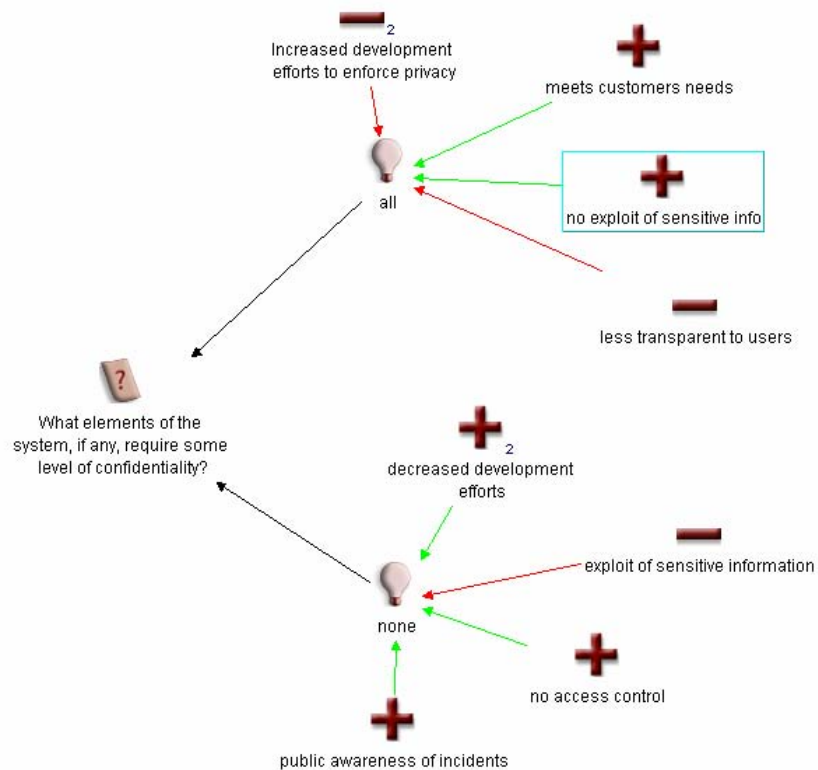 2
Increased development
efforts to enforce privacy
meets customers needs
all
no exploit of sensitive info
less transparent to users
?
What elements of the
system, if any, require some
level of confidentiality?
2
decreased development
efforts
exploit of sensitive information
none
no access control
public awareness of incidents